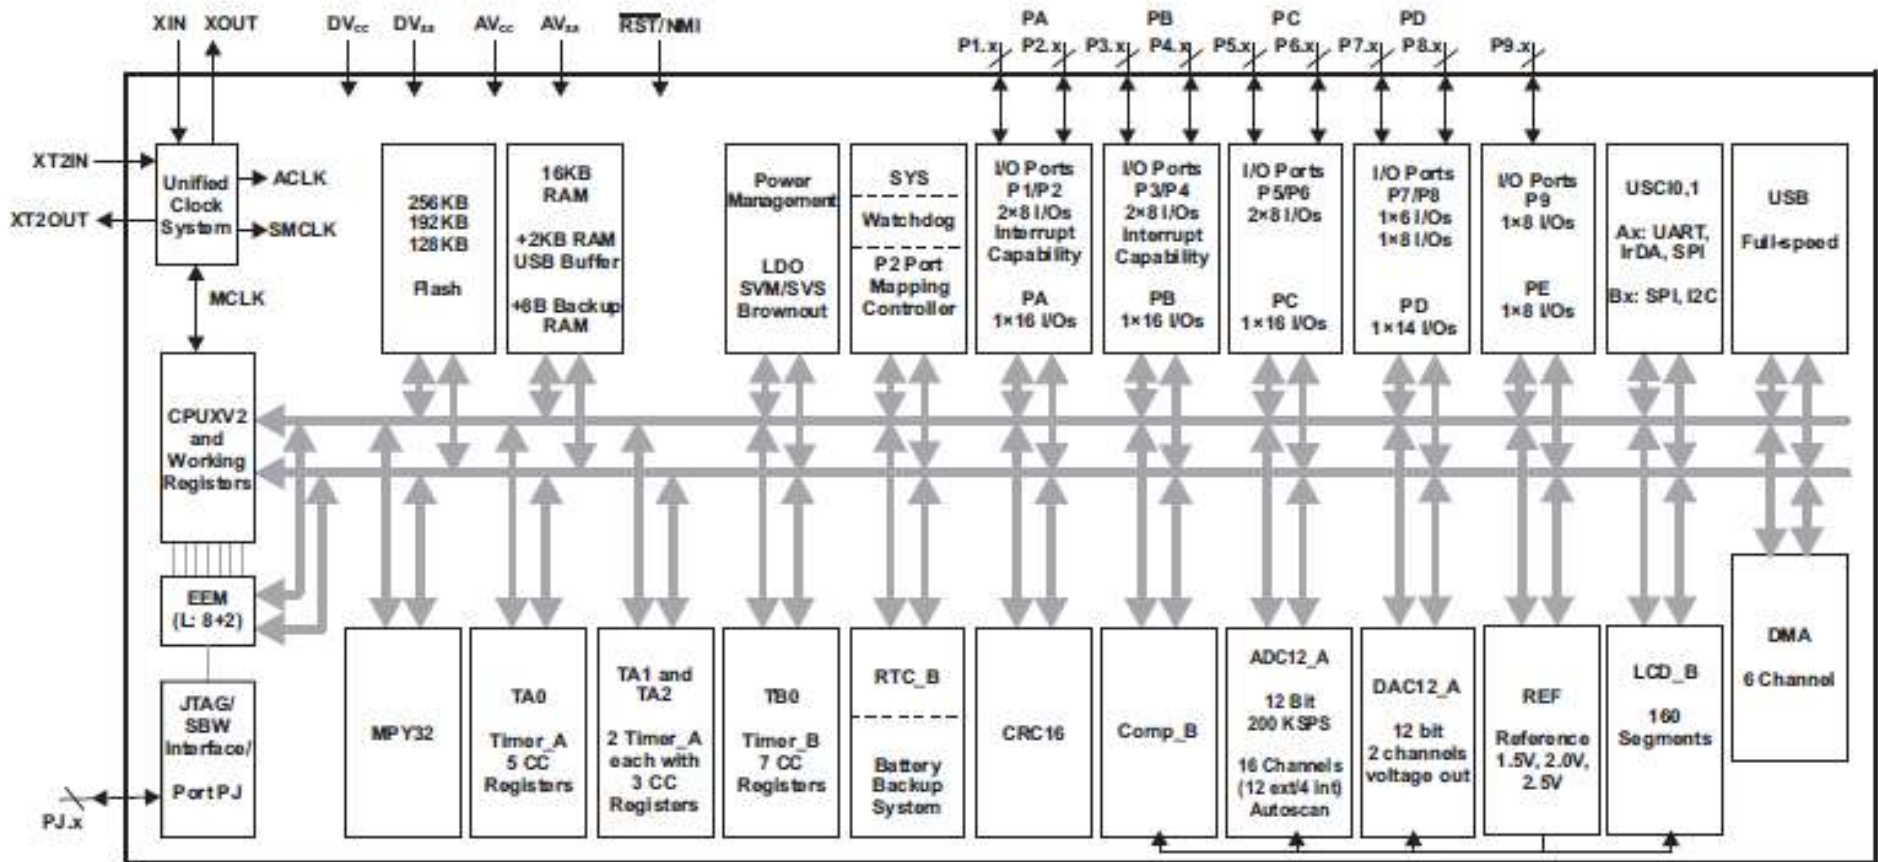 XIN XOUT DVcc DVss AVcc AVss RST/NMI PA PB PC PD
P1.x P2.x P3.x P4.x P5.x P6.x P7.x P8.x P9.x
XT2IN
XT2OUT
Unified
Clock
System
ACLK
SMCLK
MCLK
256KB
192KB
128KB
Flash
16KB
RAM
+2KB RAM
USB Buffer
+6B Backup
RAM
Power
Management
LDO
SVM/SVS
Brownout
SYS
Watchdog
P2 Port
Mapping
Controller
I/O Ports
P1/P2
2×8 I/Os
Interrupt
Capability
PA
1×16 I/Os
I/O Ports
P3/P4
2×8 I/Os
Interrupt
Capability
PB
1×16 I/Os
I/O Ports
P5/P6
2×8 I/Os
PC
1×16 I/Os
I/O Ports
P7/P8
1×6 I/Os
1×8 I/Os
PD
1×14 I/Os
I/O Ports
P9
1×8 I/Os
PE
1×8 I/Os
USCI0,1
Ax: UART,
IrDA, SPI
Bx: SPI, I2C
USB
Full-speed
CPUXV2
and
Working
Registers
EEM
(L: 8+2)
JTAG/
SBW
Interface/
Port PJ
PJ.x
MPY32
TA0
Timer_A
5 CC
Registers
TA1 and
TA2
2 Timer_A
each with
3 CC
Registers
TB0
Timer_B
7 CC
Registers
RTC_B
Battery
Backup
System
CRC16
Comp_B
ADC12_A
12 Bit
200 KSPS
16 Channels
(12 ext/4 int)
Autoscan
DAC12_A
12 bit
2 channels
voltage out
REF
Reference
1.5V, 2.0V,
2.5V
LCD_B
160
Segments
DMA
6 Channel